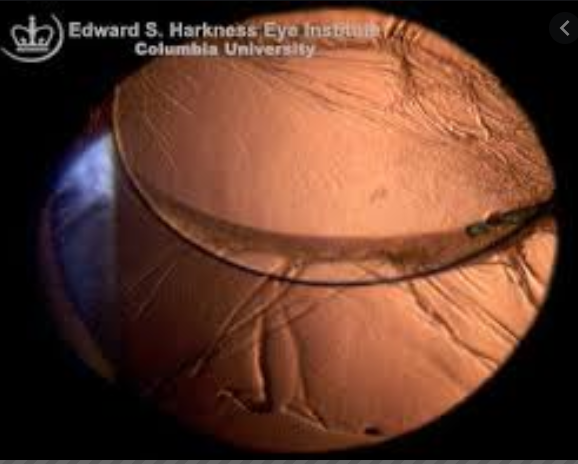 Edward S. Harkness Eye Institute
Columbia University